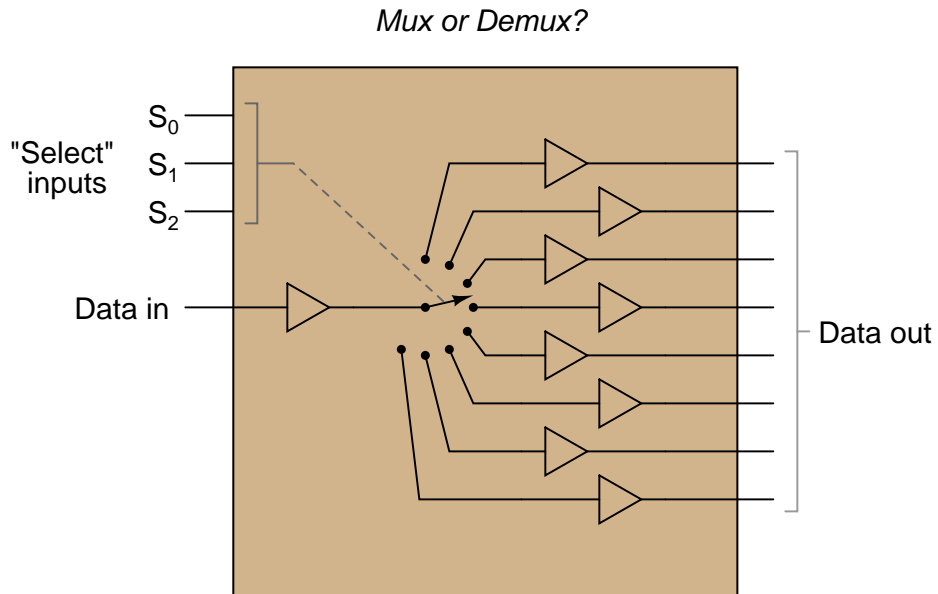 Mux or Demux?
S0
"Select"
inputs
S1
S2
Data in
Data out